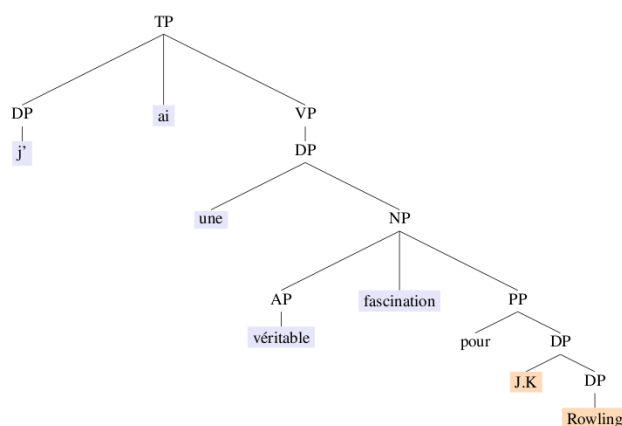 TP
DP ai VP
j' DP
une NP
AP fascination PP
véritable pour DP
J.K DP
Rowling